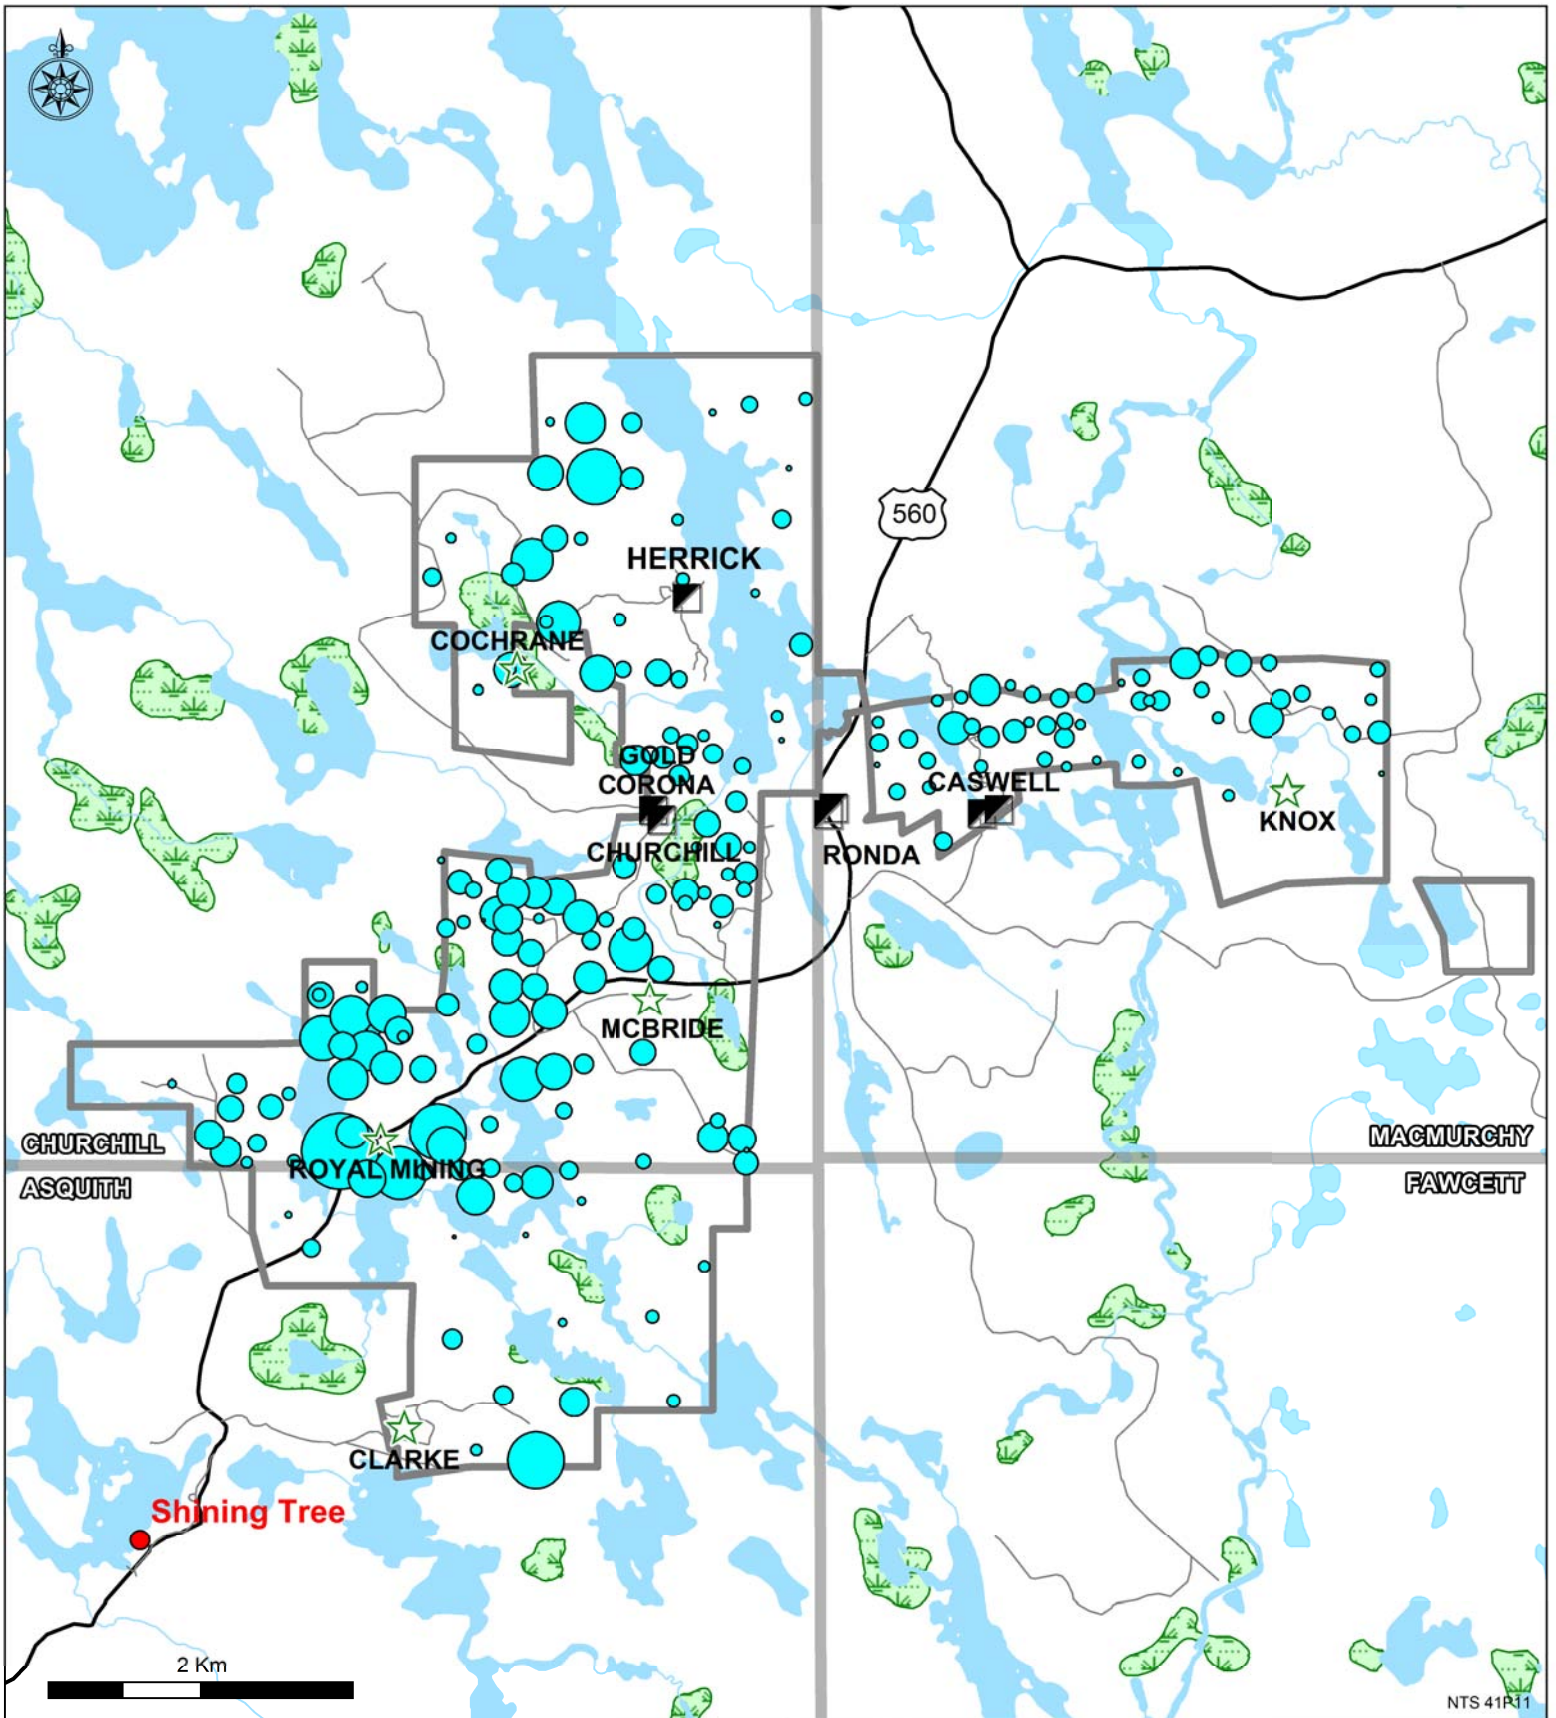 560
HERRICK
COCHRANE
GOLD
CORONA
CASWELL
KNOX
CHURCHILL
RONDA
MCBRIDE
CHURCHILL
MACMURCHY
ROYAL MINING
ASQUITH
FAWCETT
CLARKE
Shining Tree
2 Km
NTS 41P11